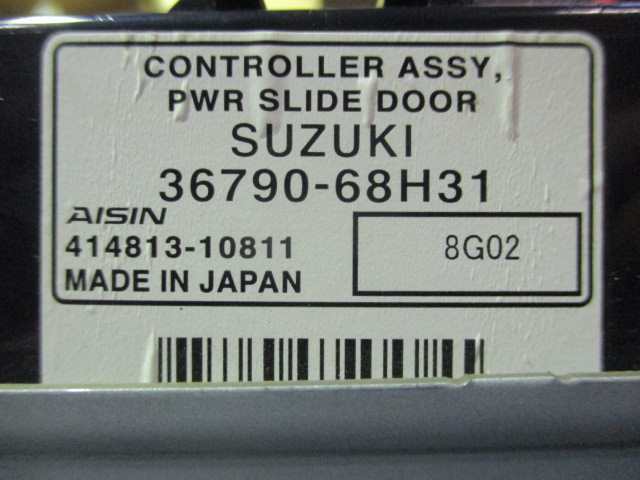 CONTROLLER ASSY,
PWR SLIDE DOOR
SUZUKI
36790-68H31
AISIN
414813-10811
MADE IN JAPAN
8G02